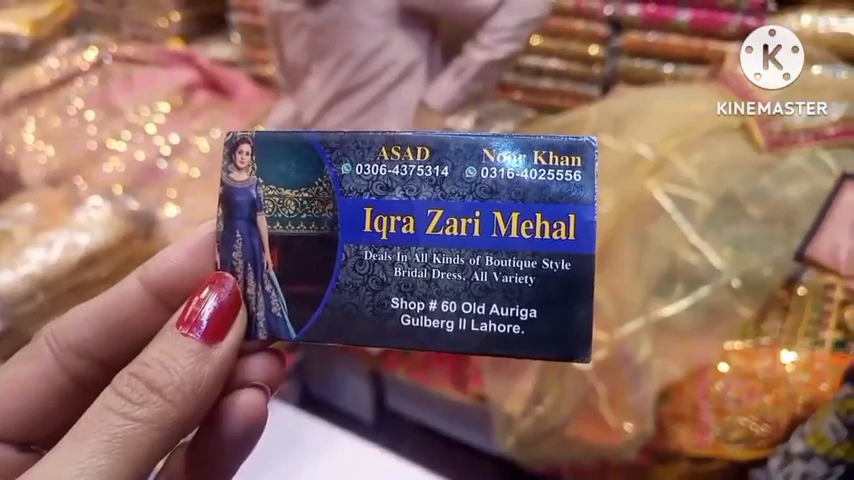 K
KINEMASTER
ASAD
0306-4375314
Noor Khan
0316-4025556
Iqra Zari Mehal
Deals In All Kinds of Boutique Style
Bridal Dress, All Variety
Shop # 60 Old Auriga
Gulberg II Lahore.